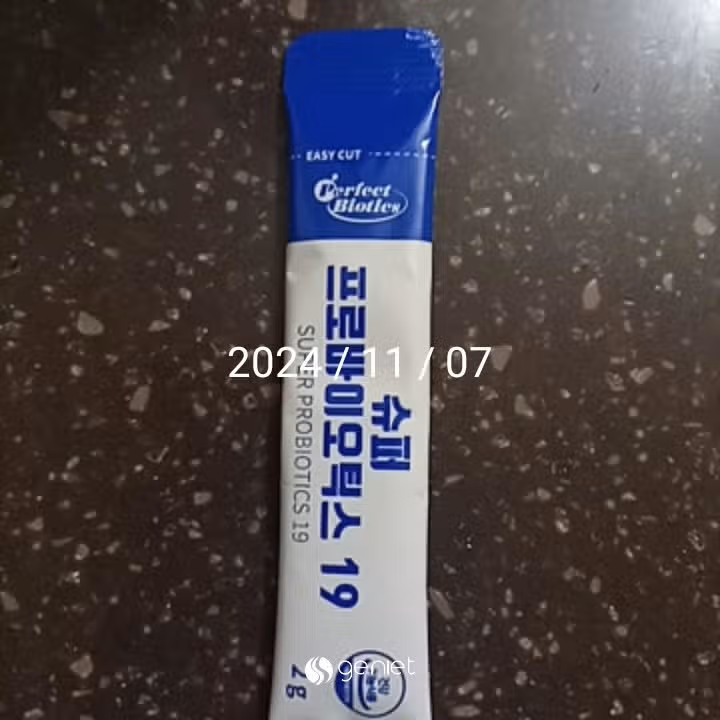 EASY CUT
Perfect
Biotics
슈퍼
프로바이오틱스 19
SUPER PROBIOTICS 19
2024 / 11 / 07
2g
geniet